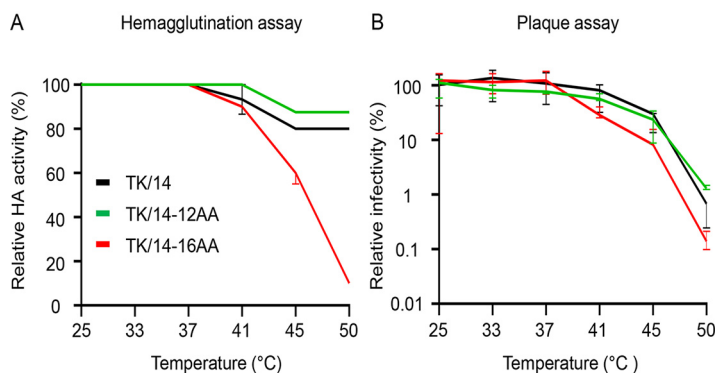 A
Hemagglutination assay
Relative HA activity (%)
100
80
60
40
20
0
TK/14
TK/14-12AA
TK/14-16AA
25 33 37 41 45 50
Temperature (°C)
B
Plaque assay
Relative infectivity (%)
100
10
1
0.1
0.01
25 33 37 41 45 50
Temperature (°C )